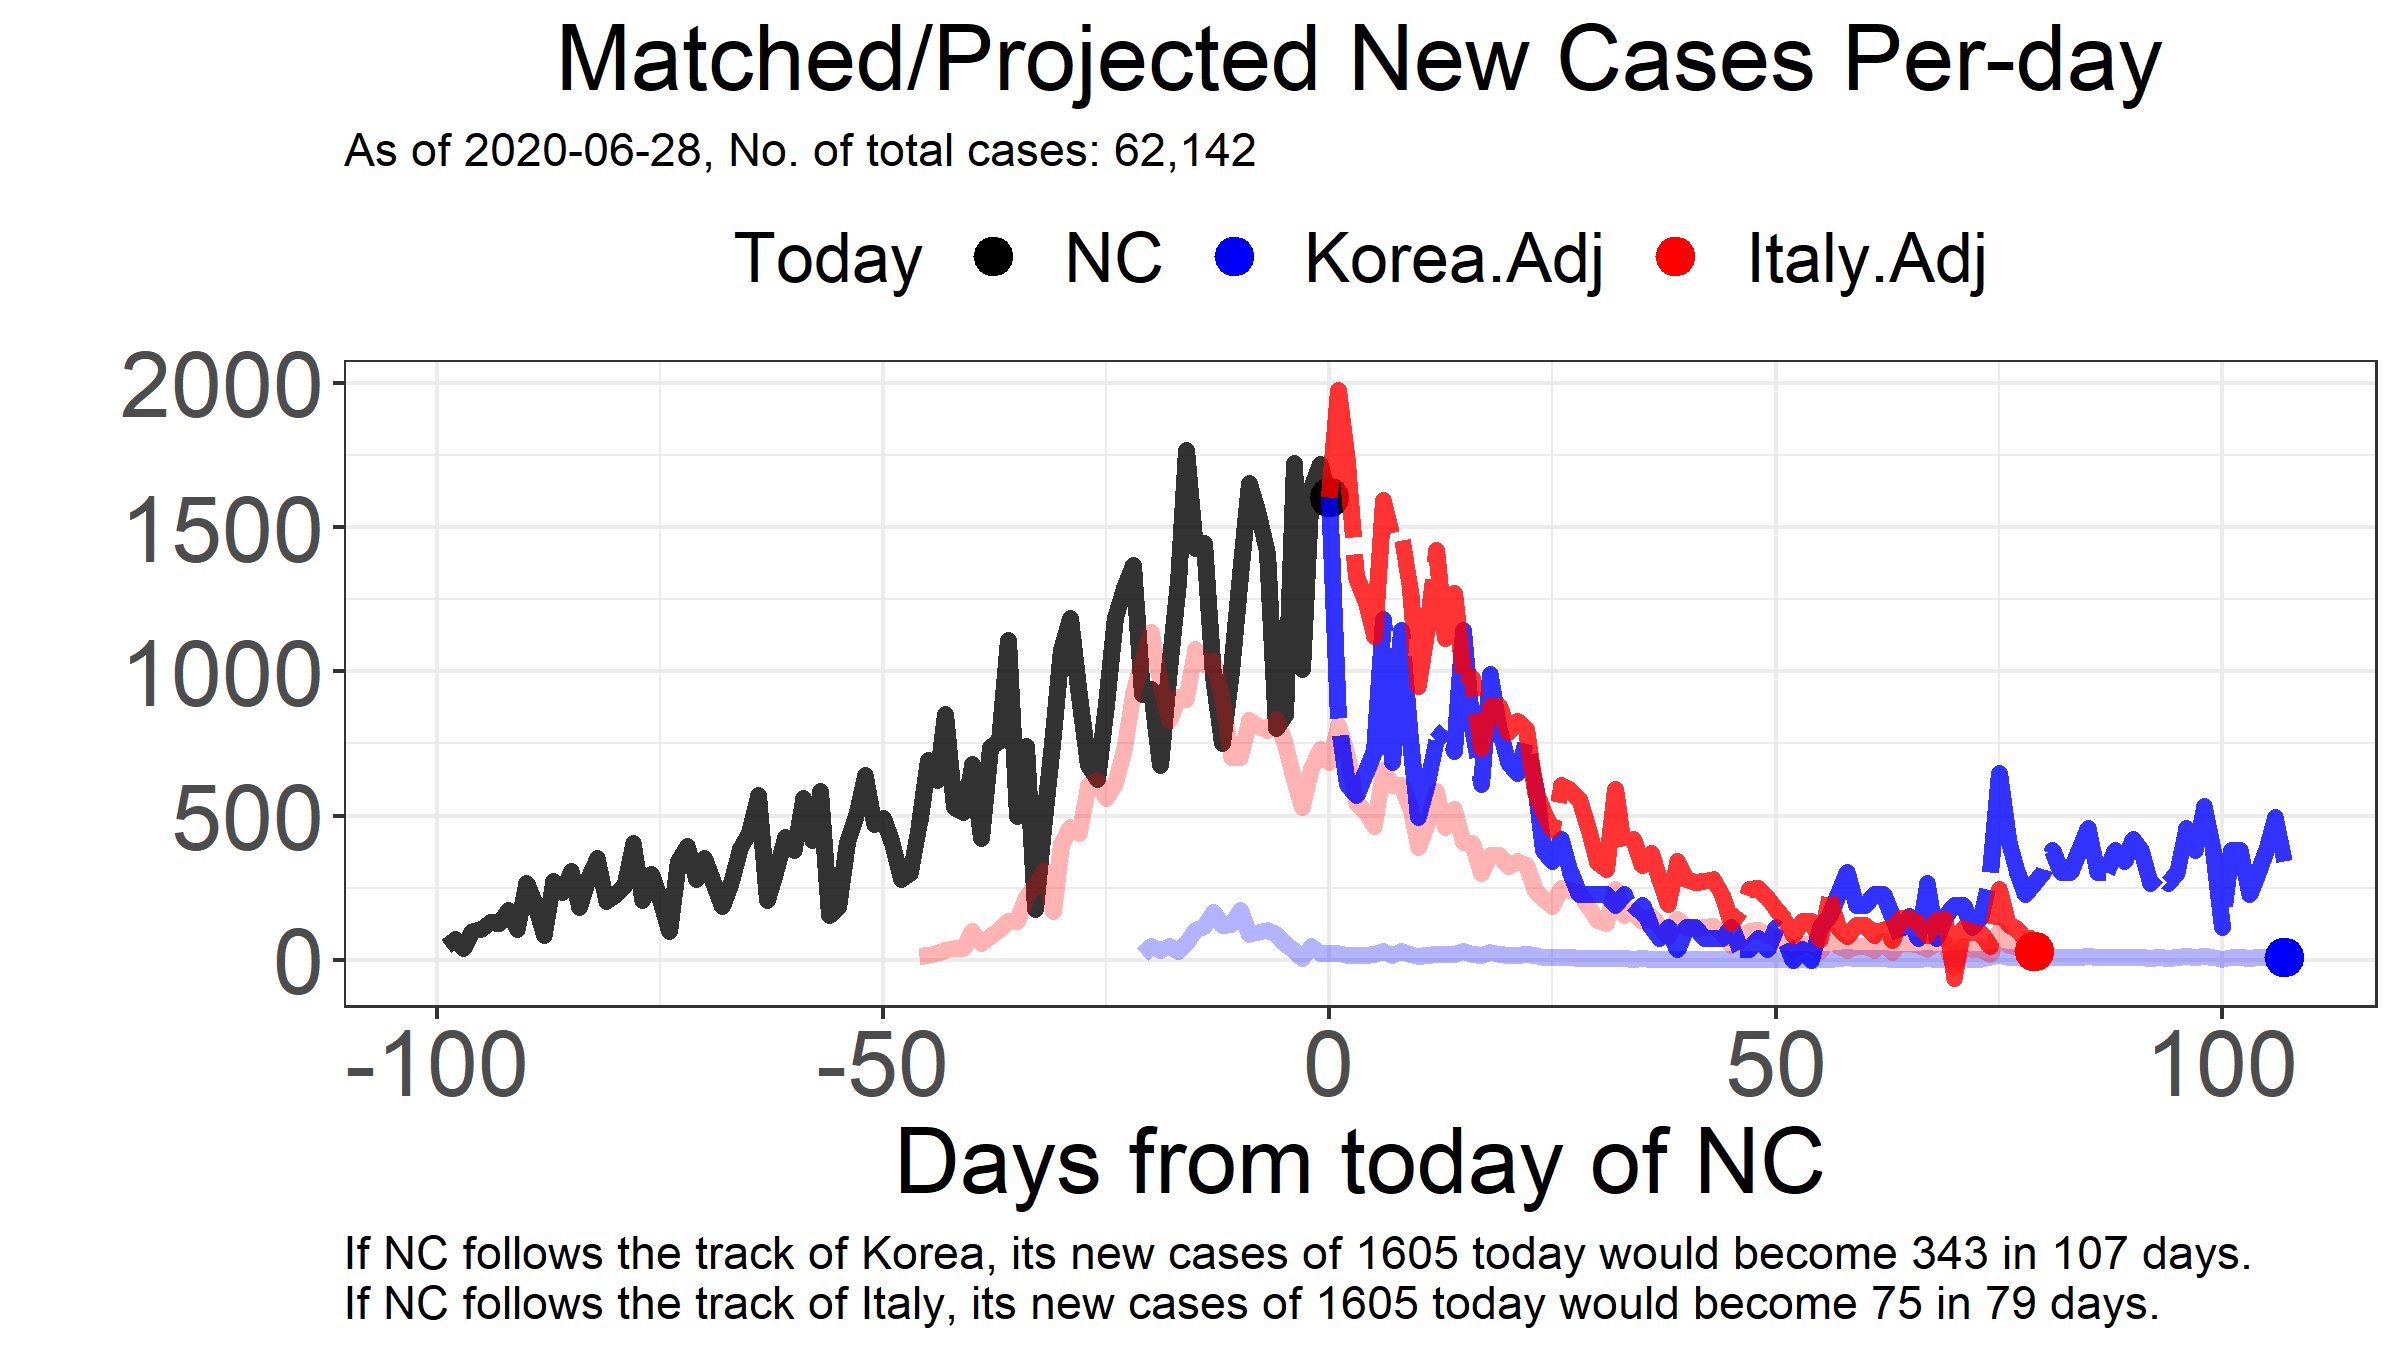 Matched/Projected New Cases Per-day
As of 2020-06-28, No. of total cases: 62,142
Today NC Korea.Adj Italy.Adj
2000
1500
1000
500
0
-100 -50 0 50 100
Days from today of NC
If NC follows the track of Korea, its new cases of 1605 today would become 343 in 107 days.
If NC follows the track of Italy, its new cases of 1605 today would become 75 in 79 days.